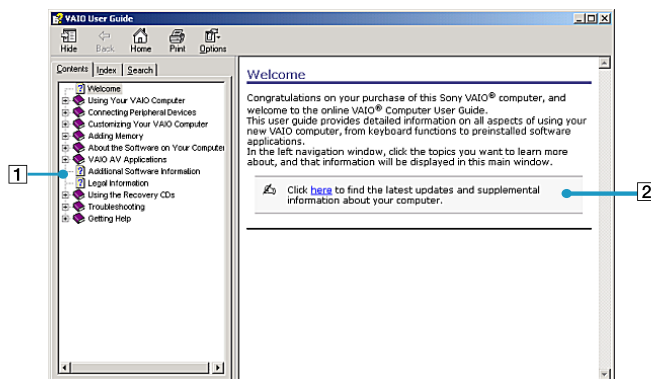 VAIO User Guide
Hide Back Home Print Options
Contents Index Search
Welcome
Using Your VAIO Computer
Connecting Peripheral Devices
Customizing Your VAIO Computer
Adding Memory
About the Software on Your Computer
VAIO AV Applications
Additional Software Information
Legal Information
Using the Recovery CDs
Troubleshooting
Getting Help
1
Welcome
Congratulations on your purchase of this Sony VAIO® computer, and
welcome to the online VAIO® Computer User Guide.
This user guide provides detailed information on all aspects of using your
new VAIO computer, from keyboard functions to preinstalled software
applications.
In the left navigation window, click the topics you want to learn more
about, and that information will be displayed in this main window.
Click here to find the latest updates and supplemental
information about your computer.
2